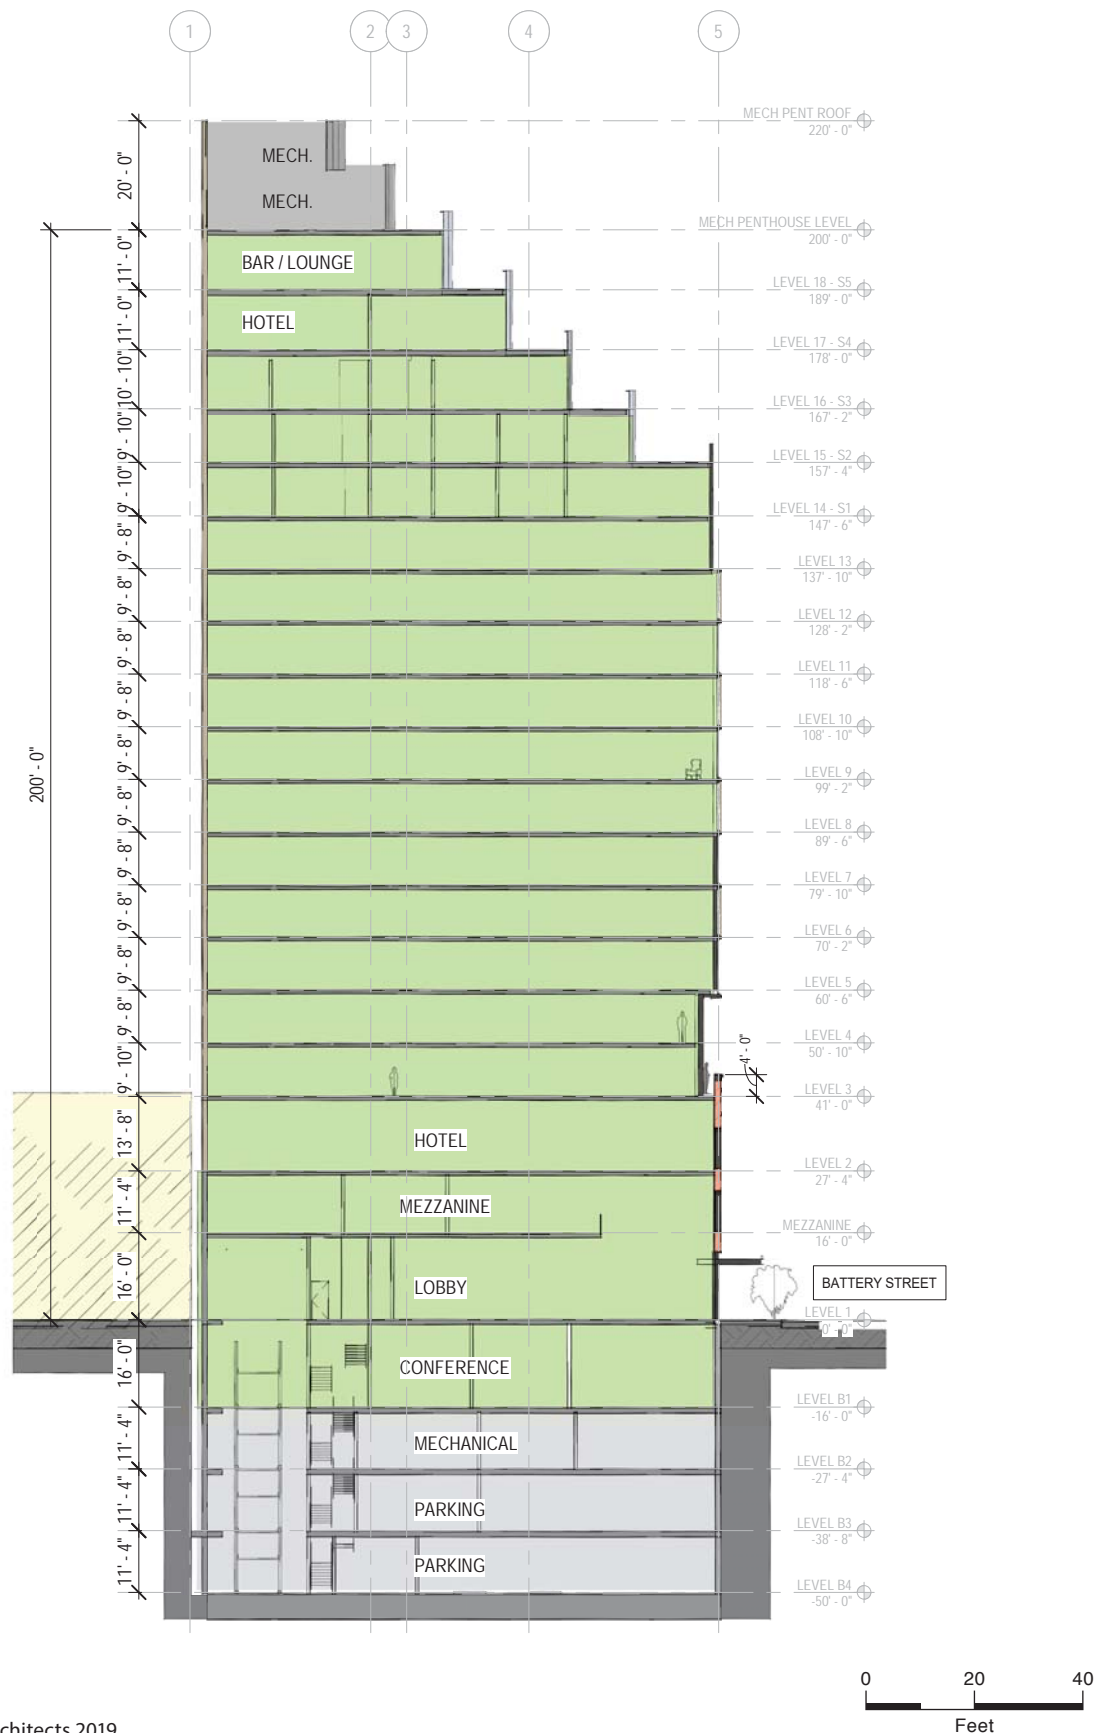 1
2
3
4
5
MECH PENT ROOF
220' - 0"
20' - 0"
MECH.
MECH.
MECH PENTHOUSE LEVEL
200' - 0"
11' - 0"
BAR / LOUNGE
LEVEL 18 - S5
189' - 0"
11' - 0"
HOTEL
LEVEL 17 - S4
178' - 0"
10' - 10"
LEVEL 16 - S3
167' - 2"
9' - 10"
LEVEL 15 - S2
157' - 4"
9' - 10"
LEVEL 14 - S1
147' - 6"
9' - 8"
LEVEL 13
137' - 10"
9' - 8"
LEVEL 12
128' - 2"
9' - 8"
LEVEL 11
118' - 6"
9' - 8"
LEVEL 10
108' - 10"
200' - 0"
9' - 8"
LEVEL 9
99' - 2"
9' - 8"
LEVEL 8
89' - 6"
9' - 8"
LEVEL 7
79' - 10"
9' - 8"
LEVEL 6
70' - 2"
9' - 8"
LEVEL 5
60' - 6"
9' - 8"
LEVEL 4
50' - 10"
9' - 10"
4' - 0"
LEVEL 3
41' - 0"
13' - 8"
HOTEL
LEVEL 2
27' - 4"
11' - 4"
MEZZANINE
MEZZANINE
16' - 0"
16' - 0"
LOBBY
BATTERY STREET
LEVEL 1
0' - 0"
16' - 0"
CONFERENCE
LEVEL B1
-16' - 0"
11' - 4"
MECHANICAL
LEVEL B2
-27' - 4"
11' - 4"
PARKING
LEVEL B3
-38' - 8"
11' - 4"
PARKING
LEVEL B4
-50' - 0"
0 20 40
Feet
chitects 2019